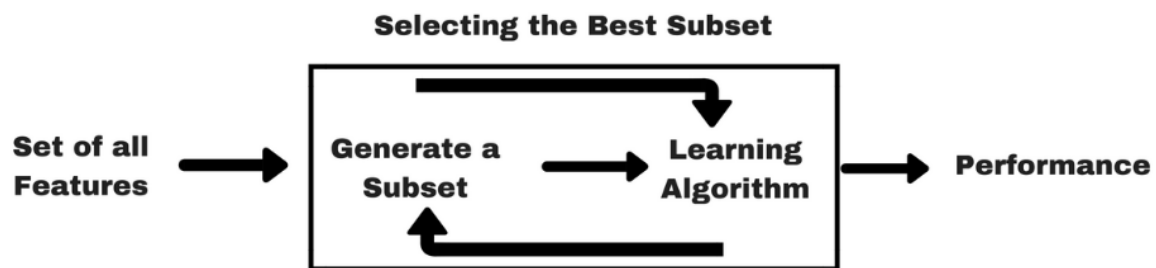 Selecting the Best Subset
Set of all
Features
Generate a
Subset
Learning
Algorithm
Performance